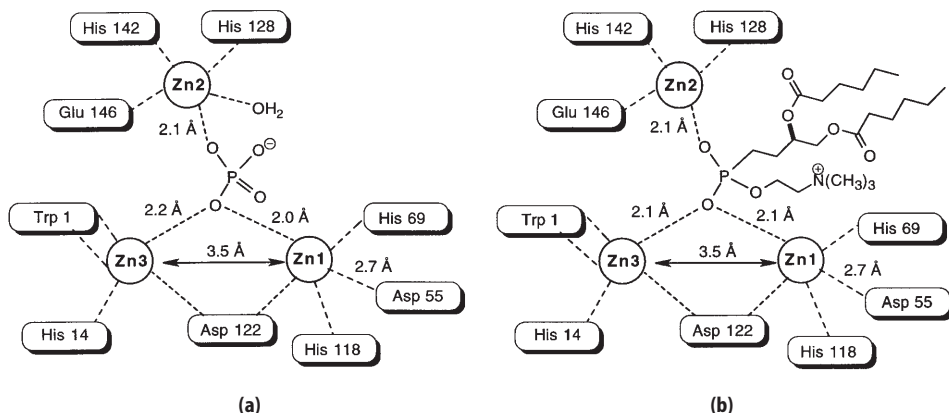 His 142
His 128
Zn2
Glu 146
OH₂
2.1 Å
O
O⊖
P
O
O
2.2 Å
2.0 Å
Trp 1
His 69
Zn3
3.5 Å
Zn1
2.7 Å
Asp 55
His 14
Asp 122
His 118
(a)
His 142
His 128
Zn2
O
Glu 146
O
O
2.1 Å
O
O
P
O
N(CH₃)₃
⊕
O
2.1 Å
2.1 Å
Trp 1
His 69
Zn3
3.5 Å
Zn1
2.7 Å
Asp 55
His 14
Asp 122
His 118
(b)